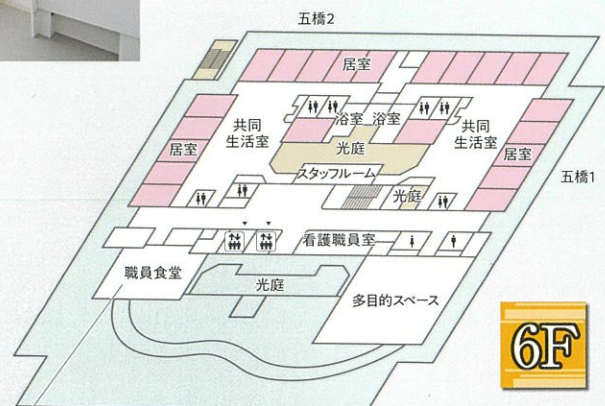 五橋2
居室
浴室
浴室
共同
生活室
共同
生活室
光庭
居室
居室
スタッフルーム
五橋1
光庭
看護職員室
職員食堂
光庭
多目的スペース
6F